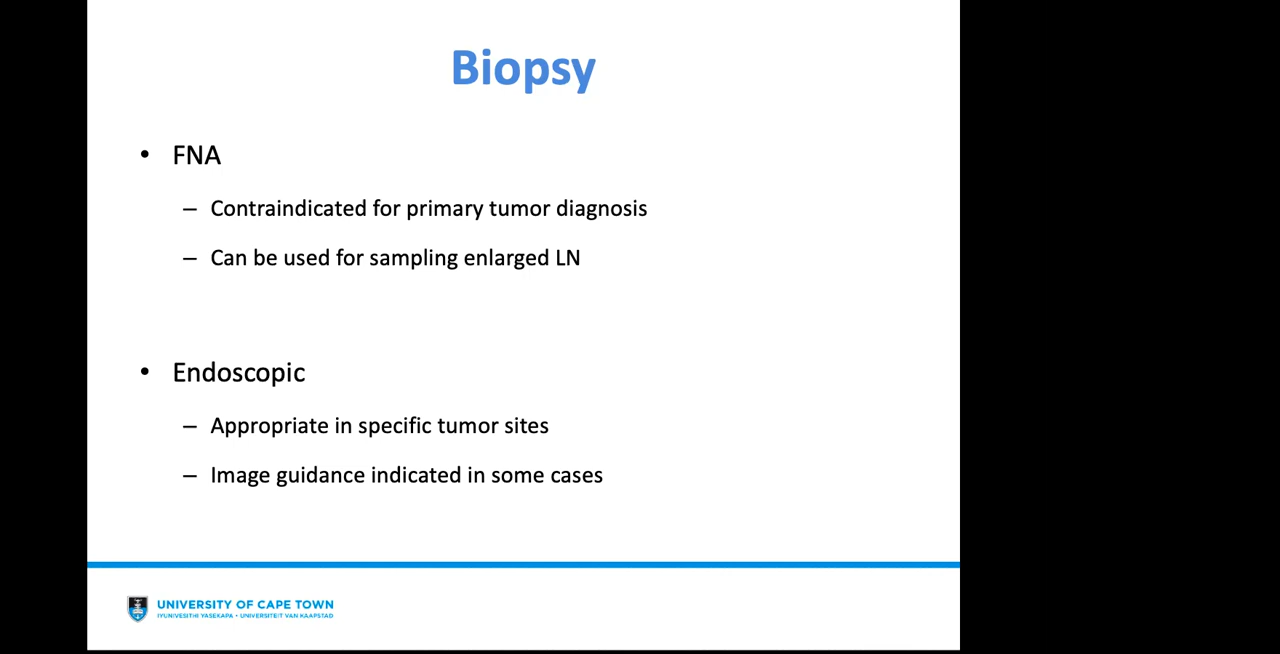 Biopsy
• FNA
– Contraindicated for primary tumor diagnosis
– Can be used for sampling enlarged LN
• Endoscopic
– Appropriate in specific tumor sites
– Image guidance indicated in some cases
UNIVERSITY OF CAPE TOWN
IYUNIVESITHI YASEKAPA • UNIVERSITEIT VAN KAAPSTAD